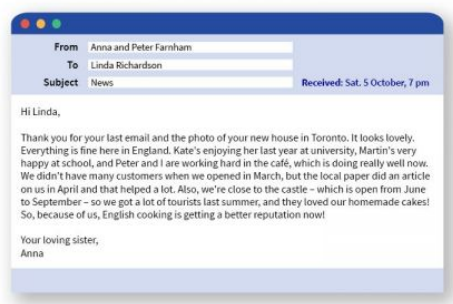 From Anna and Peter Farnham
To Linda Richardson
Subject News Received: Sat. 5 October, 7 pm
Hi Linda,
Thank you for your last email and the photo of your new house in Toronto. It looks lovely.
Everything is fine here in England. Kate's enjoying her last year at university, Martin's very
happy at school, and Peter and I are working hard in the café, which is doing really well now.
We didn't have many customers when we opened in March, but the local paper did an article
on us in April and that helped a lot. Also, we're close to the castle – which is open from June
to September – so we got a lot of tourists last summer, and they loved our homemade cakes!
So, because of us, English cooking is getting a better reputation now!
Your loving sister,
Anna